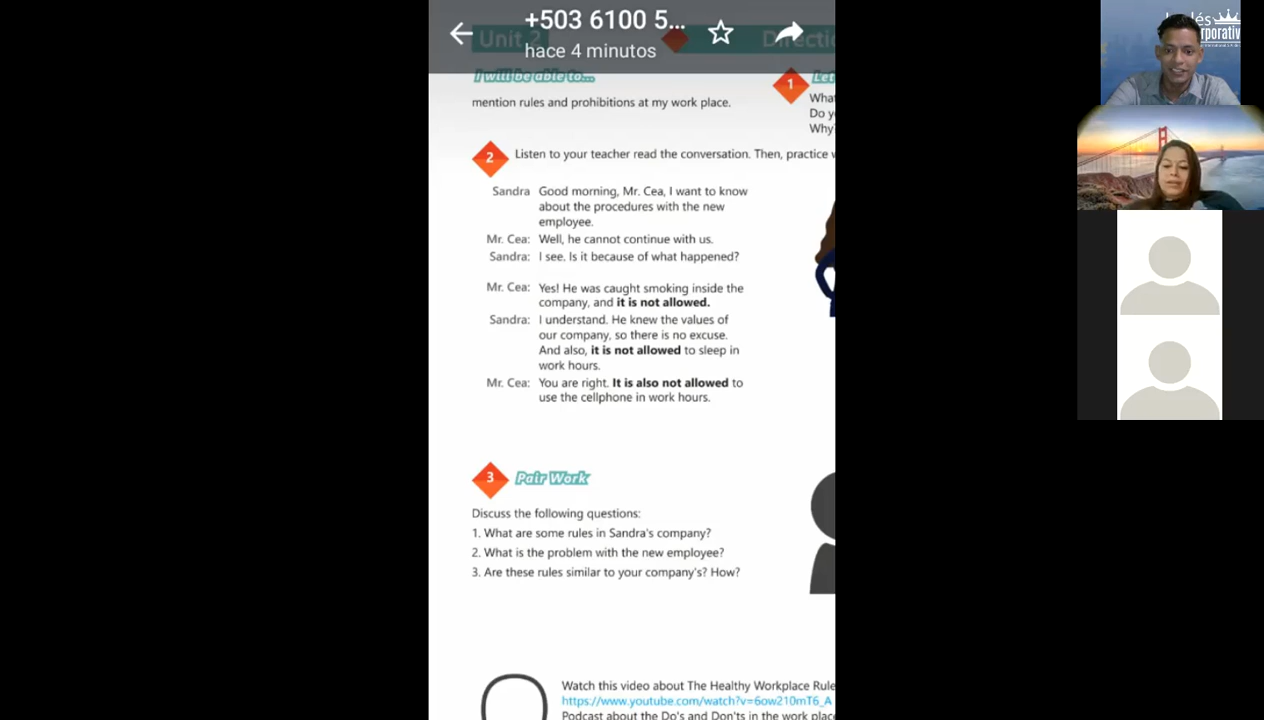 +503 6100 5...
hace 4 minutos
Unit 2
I will be able to...
mention rules and prohibitions at my work place.
1
Let
What
Do y
Why?
2
Listen to your teacher read the conversation. Then, practice w
Sandra Good morning, Mr. Cea, I want to know
about the procedures with the new
employee.
Mr. Cea: Well, he cannot continue with us.
Sandra: I see. Is it because of what happened?
Mr. Cea: Yes! He was caught smoking inside the
company, and it is not allowed.
Sandra: I understand. He knew the values of
our company, so there is no excuse.
And also, it is not allowed to sleep in
work hours.
Mr. Cea: You are right. It is also not allowed to
use the cellphone in work hours.
3
Pair Work
Discuss the following questions:
1. What are some rules in Sandra's company?
2. What is the problem with the new employee?
3. Are these rules similar to your company's? How?
Watch this video about The Healthy Workplace Rule
https://www.youtube.com/watch?v=6ow210mT6_A
Podcast about the Do's and Don'ts in the work plac